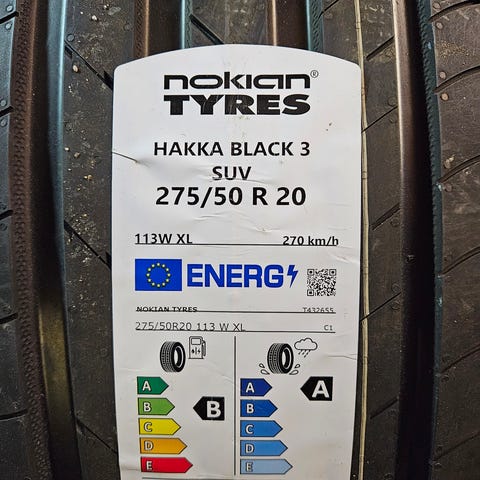 nokian®
TYRES
HAKKA BLACK 3
SUV
275/50 R 20
113W XL 270 km/h
ENERG
NOKIAN TYRES T432655
275/50R20 113 W XL C1
A A
B B
C C
D D
E E
B A